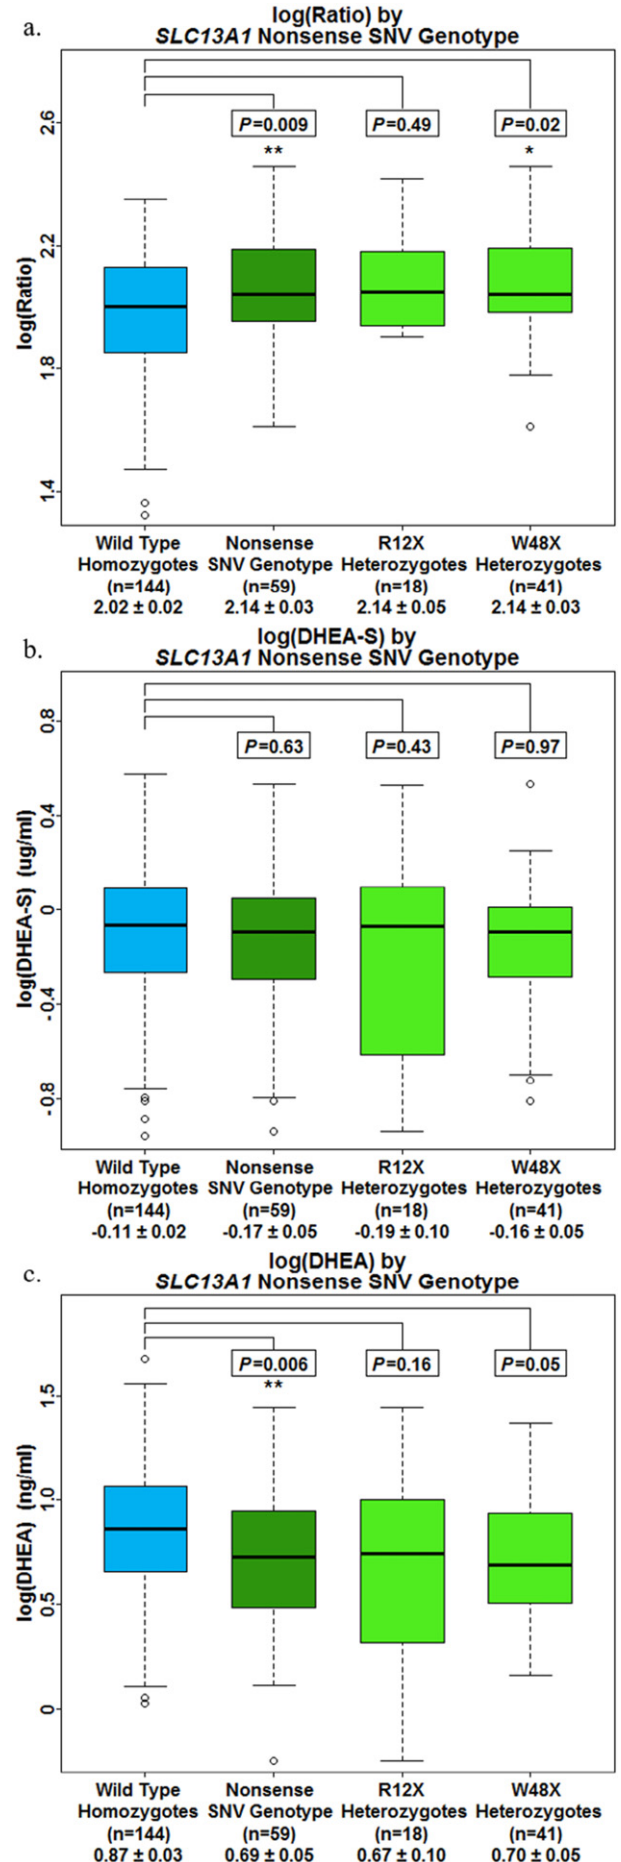 a.
log(Ratio) by
SLC13A1 Nonsense SNV Genotype
P=0.009 P=0.49 P=0.02
** *
2.6
2.2
1.8
1.4
log(Ratio)
Wild Type Nonsense R12X W48X
Homozygotes SNV Genotype Heterozygotes Heterozygotes
(n=144) (n=59) (n=18) (n=41)
2.02 ± 0.02 2.14 ± 0.03 2.14 ± 0.05 2.14 ± 0.03
b.
log(DHEA-S) by
SLC13A1 Nonsense SNV Genotype
P=0.63 P=0.43 P=0.97
0.8
0.4
0
-0.4
-0.8
log(DHEA-S) (ug/ml)
Wild Type Nonsense R12X W48X
Homozygotes SNV Genotype Heterozygotes Heterozygotes
(n=144) (n=59) (n=18) (n=41)
-0.11 ± 0.02 -0.17 ± 0.05 -0.19 ± 0.10 -0.16 ± 0.05
c.
log(DHEA) by
SLC13A1 Nonsense SNV Genotype
P=0.006 P=0.16 P=0.05
**
1.5
1.0
0.5
0
log(DHEA) (ng/ml)
Wild Type Nonsense R12X W48X
Homozygotes SNV Genotype Heterozygotes Heterozygotes
(n=144) (n=59) (n=18) (n=41)
0.87 ± 0.03 0.69 ± 0.05 0.67 ± 0.10 0.70 ± 0.05